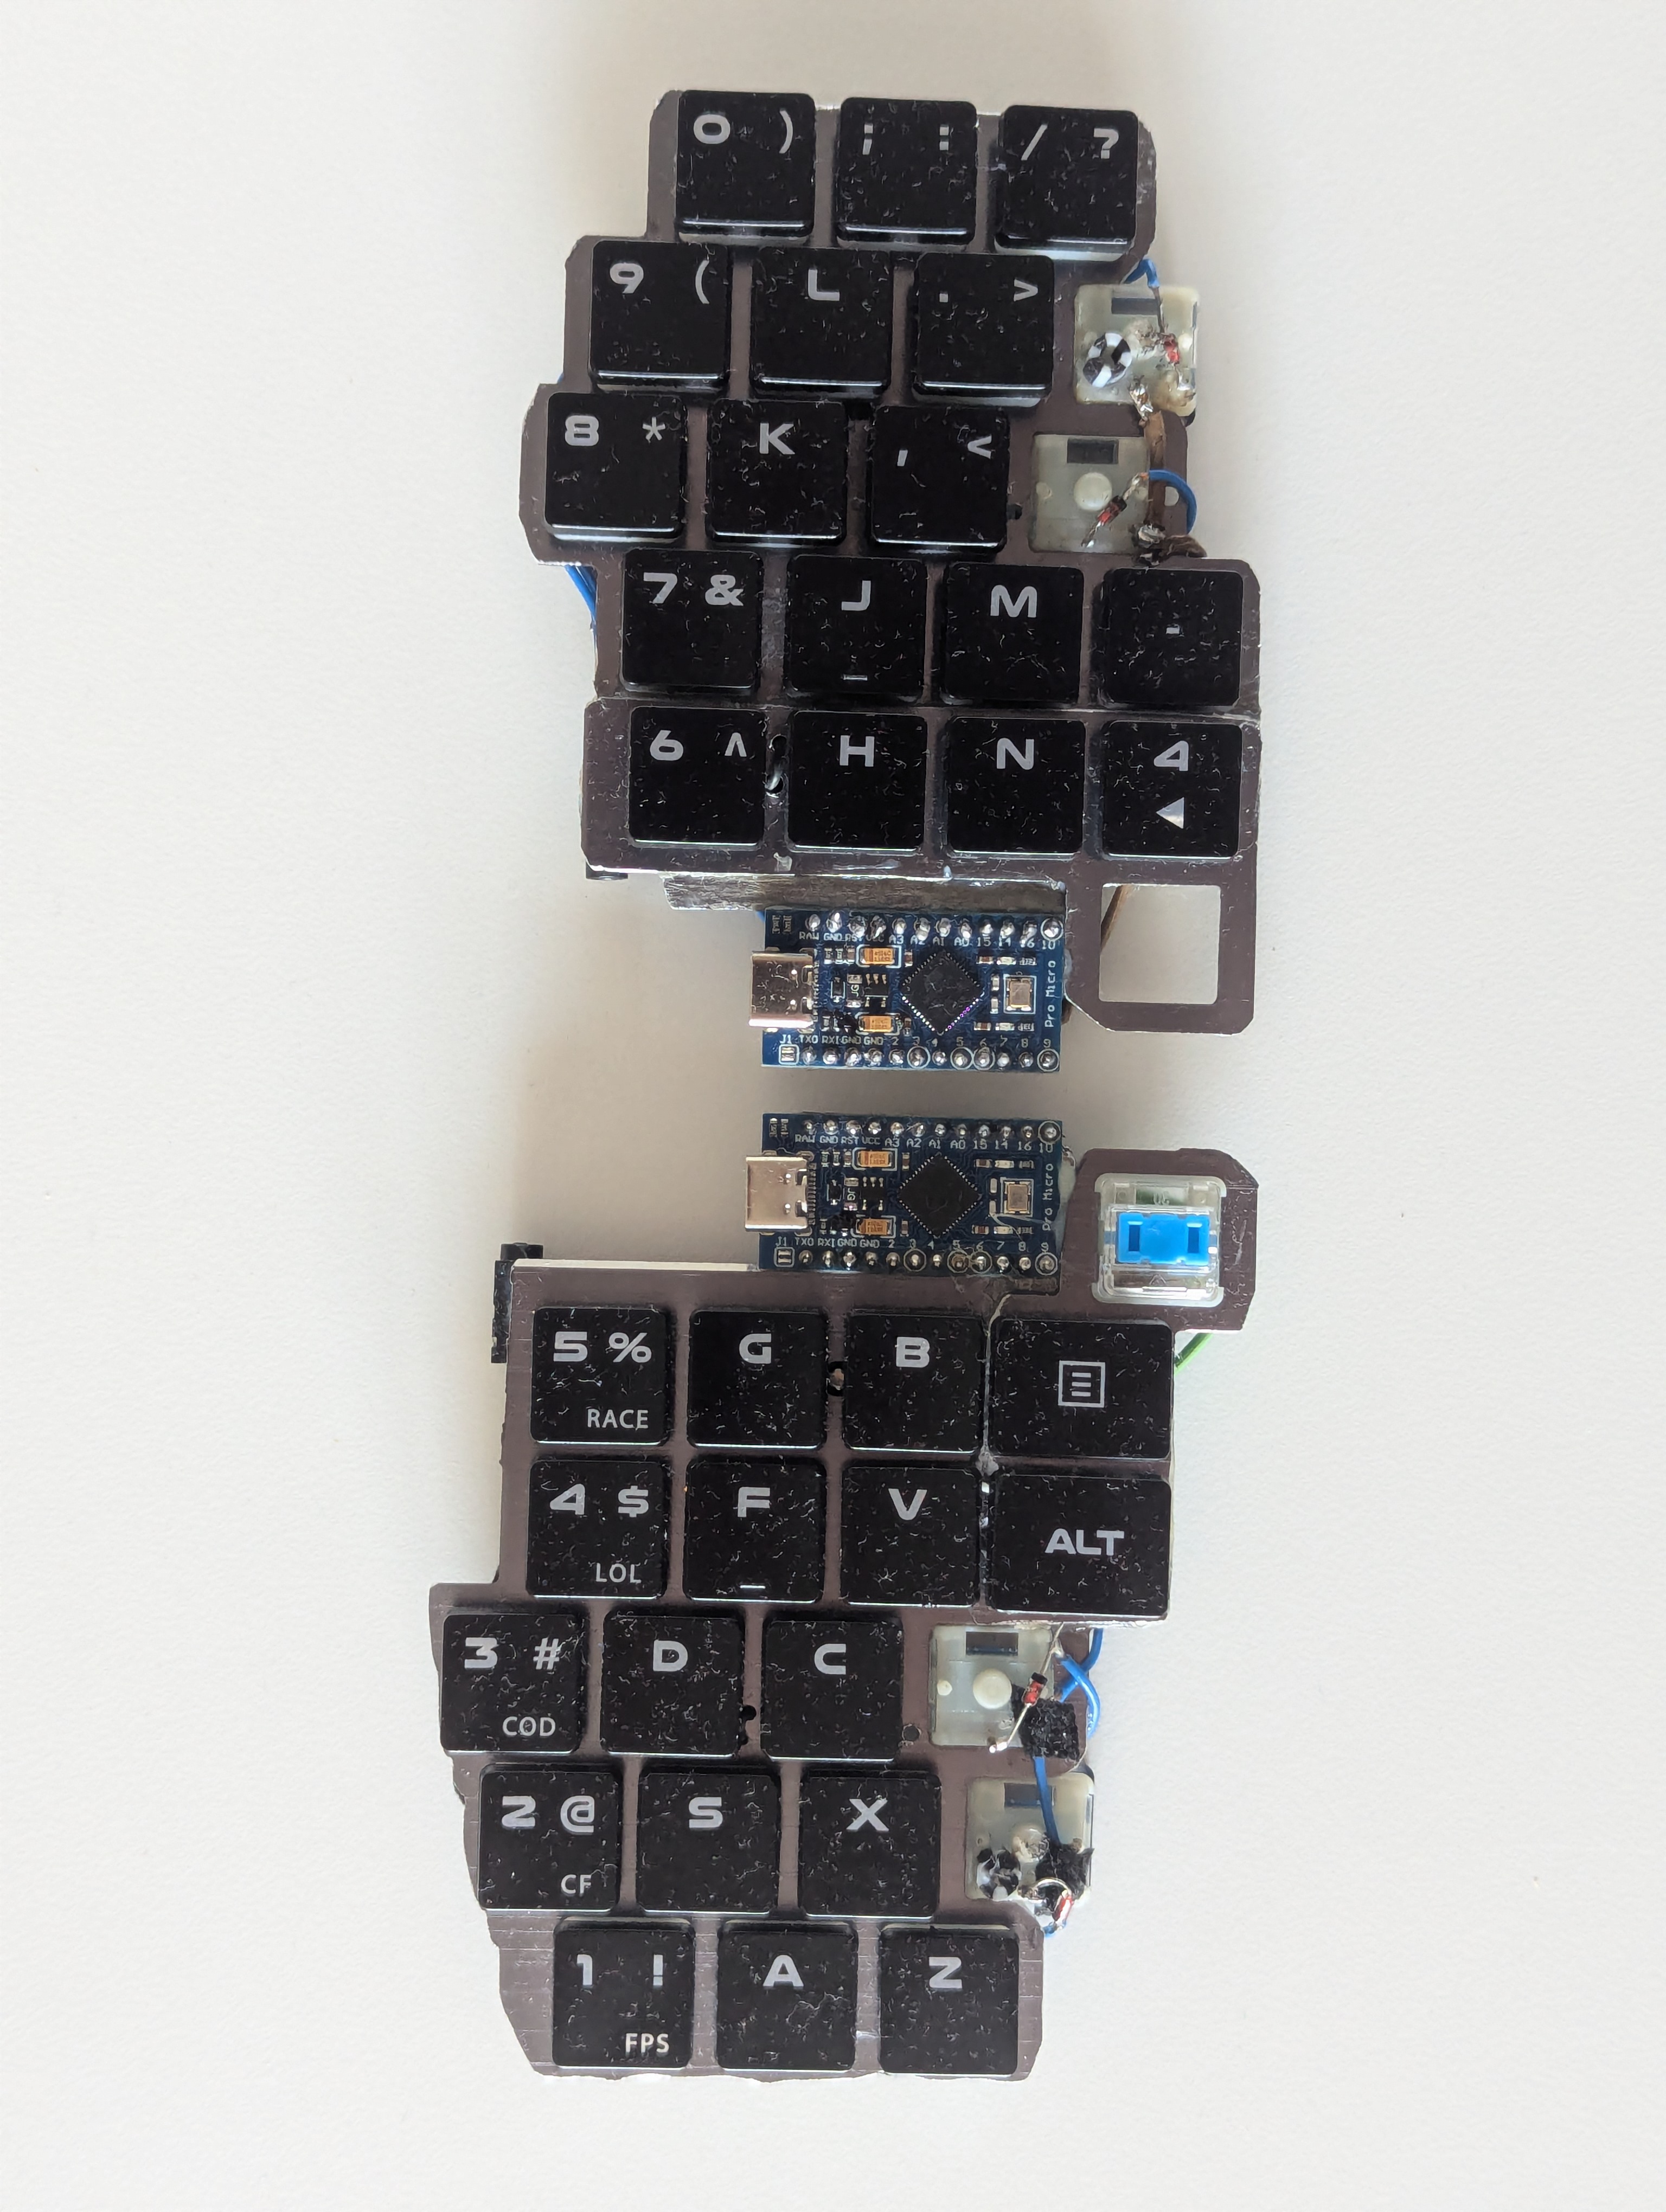 0 )
; :
/ ?
9 (
L
. >
8 *
K
, <
7 &
J
M
-
6 ^
H
N
4
RAW GND RST VCC A3 A2 A1 A0 15 14 16 10
Pro Micro
J1 TX0 RXI GND GND 2 3 4 5 6 7 8 9
RAW GND RST VCC A3 A2 A1 A0 15 14 16 10
Pro Micro
J1 TX0 RXI GND GND 2 3 4 5 6 7 8 9
5 %
RACE
G
B
4 $
LOL
F
V
ALT
3 #
COD
D
C
2 @
CF
S
X
1 !
FPS
A
Z